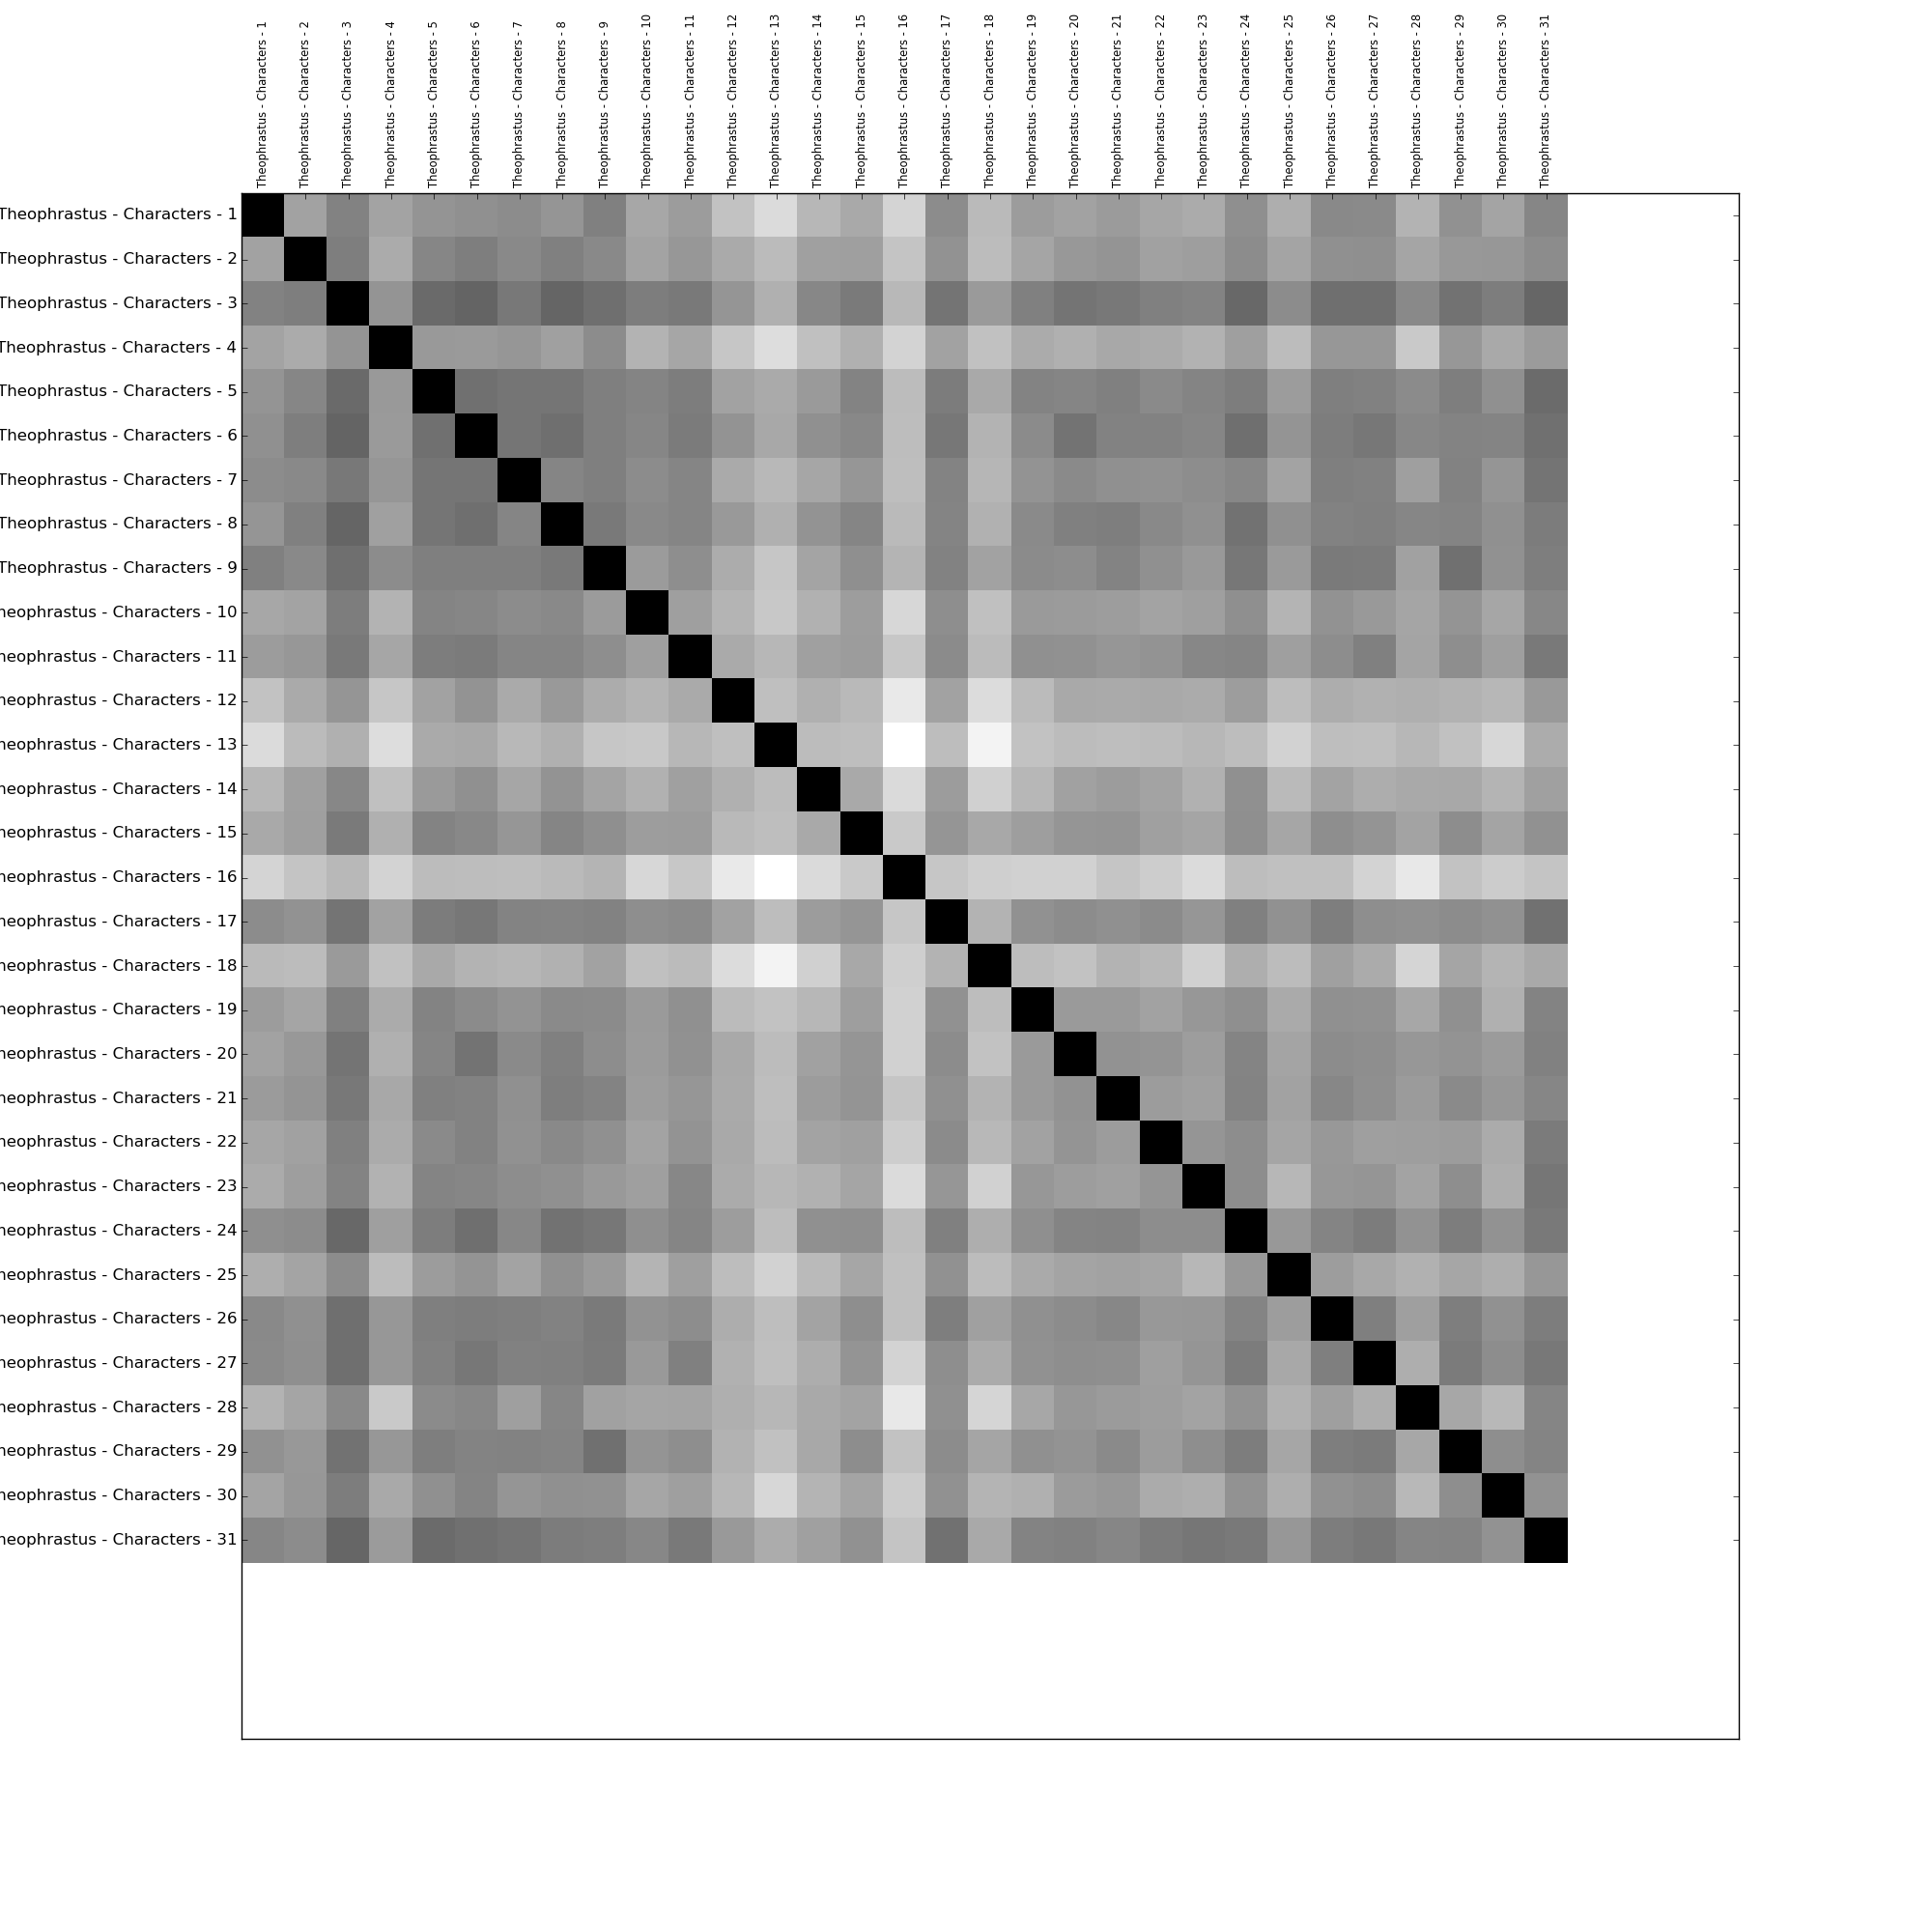 Theophrastus - Characters - 1
Theophrastus - Characters - 2
Theophrastus - Characters - 3
Theophrastus - Characters - 4
Theophrastus - Characters - 5
Theophrastus - Characters - 6
Theophrastus - Characters - 7
Theophrastus - Characters - 8
Theophrastus - Characters - 9
Theophrastus - Characters - 10
Theophrastus - Characters - 11
Theophrastus - Characters - 12
Theophrastus - Characters - 13
Theophrastus - Characters - 14
Theophrastus - Characters - 15
Theophrastus - Characters - 16
Theophrastus - Characters - 17
Theophrastus - Characters - 18
Theophrastus - Characters - 19
Theophrastus - Characters - 20
Theophrastus - Characters - 21
Theophrastus - Characters - 22
Theophrastus - Characters - 23
Theophrastus - Characters - 24
Theophrastus - Characters - 25
Theophrastus - Characters - 26
Theophrastus - Characters - 27
Theophrastus - Characters - 28
Theophrastus - Characters - 29
Theophrastus - Characters - 30
Theophrastus - Characters - 31
Theophrastus - Characters - 1
Theophrastus - Characters - 2
Theophrastus - Characters - 3
Theophrastus - Characters - 4
Theophrastus - Characters - 5
Theophrastus - Characters - 6
Theophrastus - Characters - 7
Theophrastus - Characters - 8
Theophrastus - Characters - 9
heophrastus - Characters - 10
heophrastus - Characters - 11
heophrastus - Characters - 12
heophrastus - Characters - 13
heophrastus - Characters - 14
heophrastus - Characters - 15
heophrastus - Characters - 16
heophrastus - Characters - 17
heophrastus - Characters - 18
heophrastus - Characters - 19
heophrastus - Characters - 20
heophrastus - Characters - 21
heophrastus - Characters - 22
heophrastus - Characters - 23
heophrastus - Characters - 24
heophrastus - Characters - 25
heophrastus - Characters - 26
heophrastus - Characters - 27
heophrastus - Characters - 28
heophrastus - Characters - 29
heophrastus - Characters - 30
heophrastus - Characters - 31